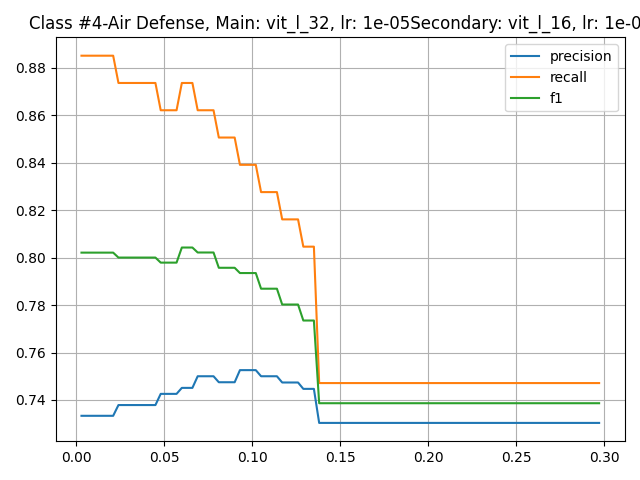 Class #4-Air Defense, Main: vit_l_32, lr: 1e-05Secondary: vit_l_16, lr: 1e-0
precision
recall
f1
0.88
0.86
0.84
0.82
0.80
0.78
0.76
0.74
0.00 0.05 0.10 0.15 0.20 0.25 0.30